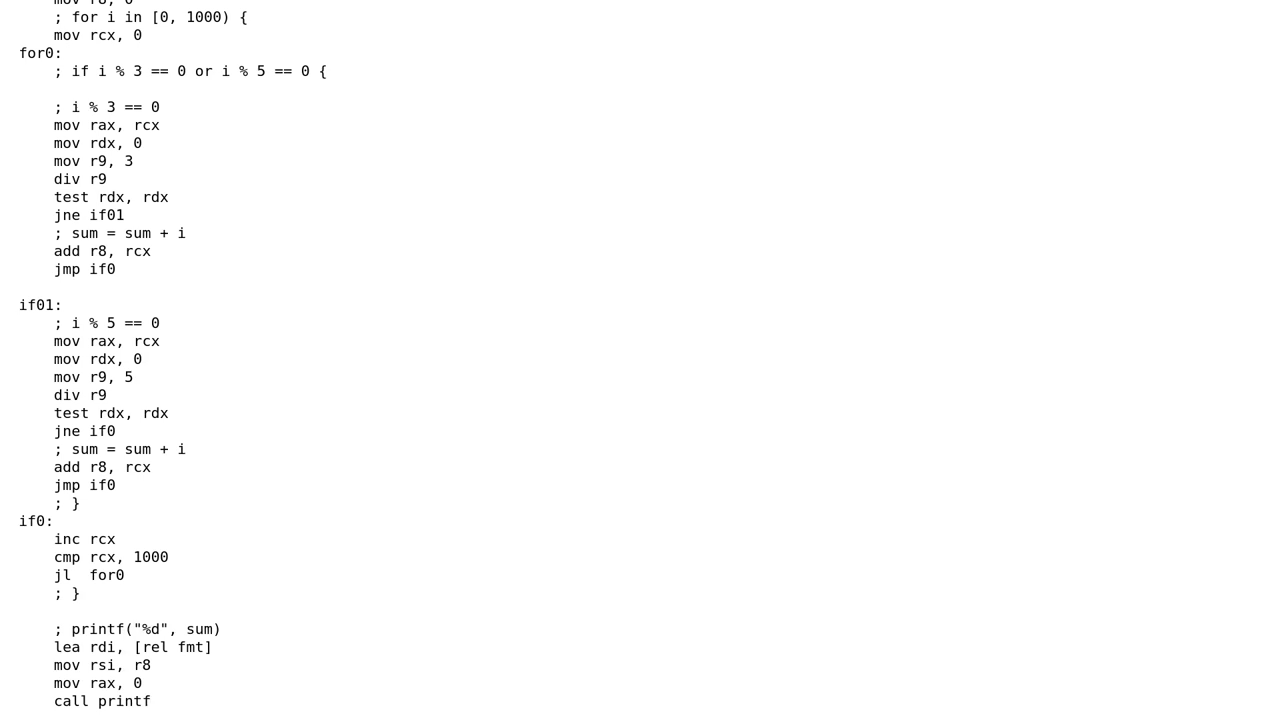 mov r8, 0
; for i in [0, 1000) {
mov rcx, 0
for0:
; if i % 3 == 0 or i % 5 == 0 {
; i % 3 == 0
mov rax, rcx
mov rdx, 0
mov r9, 3
div r9
test rdx, rdx
jne if01
; sum = sum + i
add r8, rcx
jmp if0
if01:
; i % 5 == 0
mov rax, rcx
mov rdx, 0
mov r9, 5
div r9
test rdx, rdx
jne if0
; sum = sum + i
add r8, rcx
jmp if0
; }
if0:
inc rcx
cmp rcx, 1000
jl  for0
; }
; printf("%d", sum)
lea rdi, [rel fmt]
mov rsi, r8
mov rax, 0
call printf